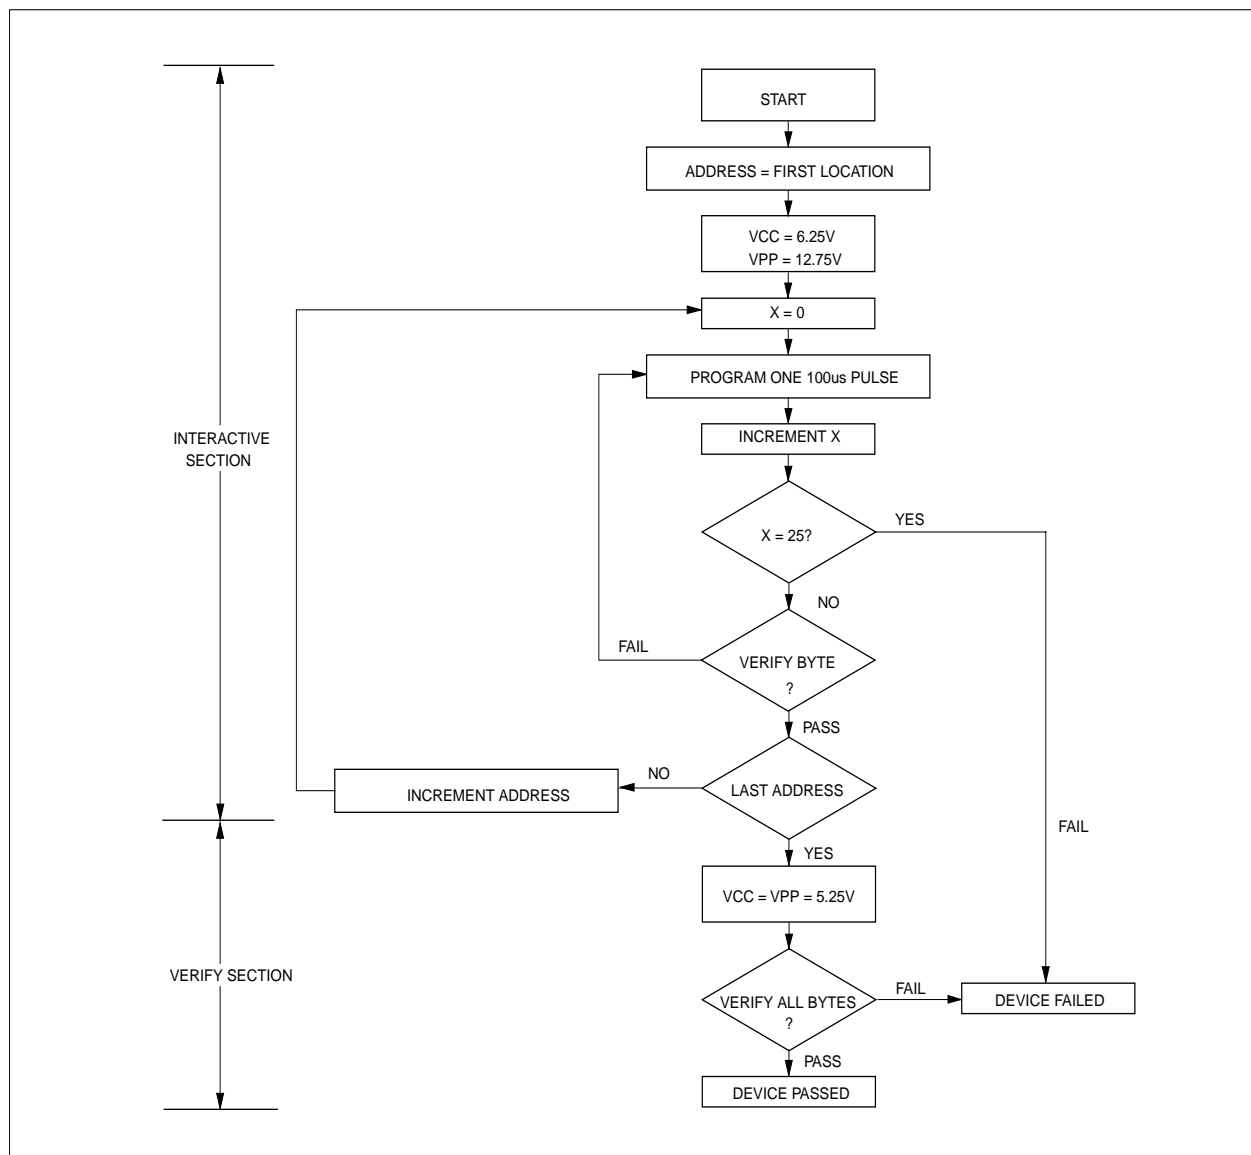 START
ADDRESS = FIRST LOCATION
VCC = 6.25V
VPP = 12.75V
X = 0
PROGRAM ONE 100us PULSE
INTERACTIVE
SECTION
INCREMENT X
X = 25?
YES
NO
FAIL
VERIFY BYTE
?
PASS
NO
INCREMENT ADDRESS
LAST ADDRESS
FAIL
YES
VCC = VPP = 5.25V
VERIFY SECTION
VERIFY ALL BYTES
?
FAIL
DEVICE FAILED
PASS
DEVICE PASSED